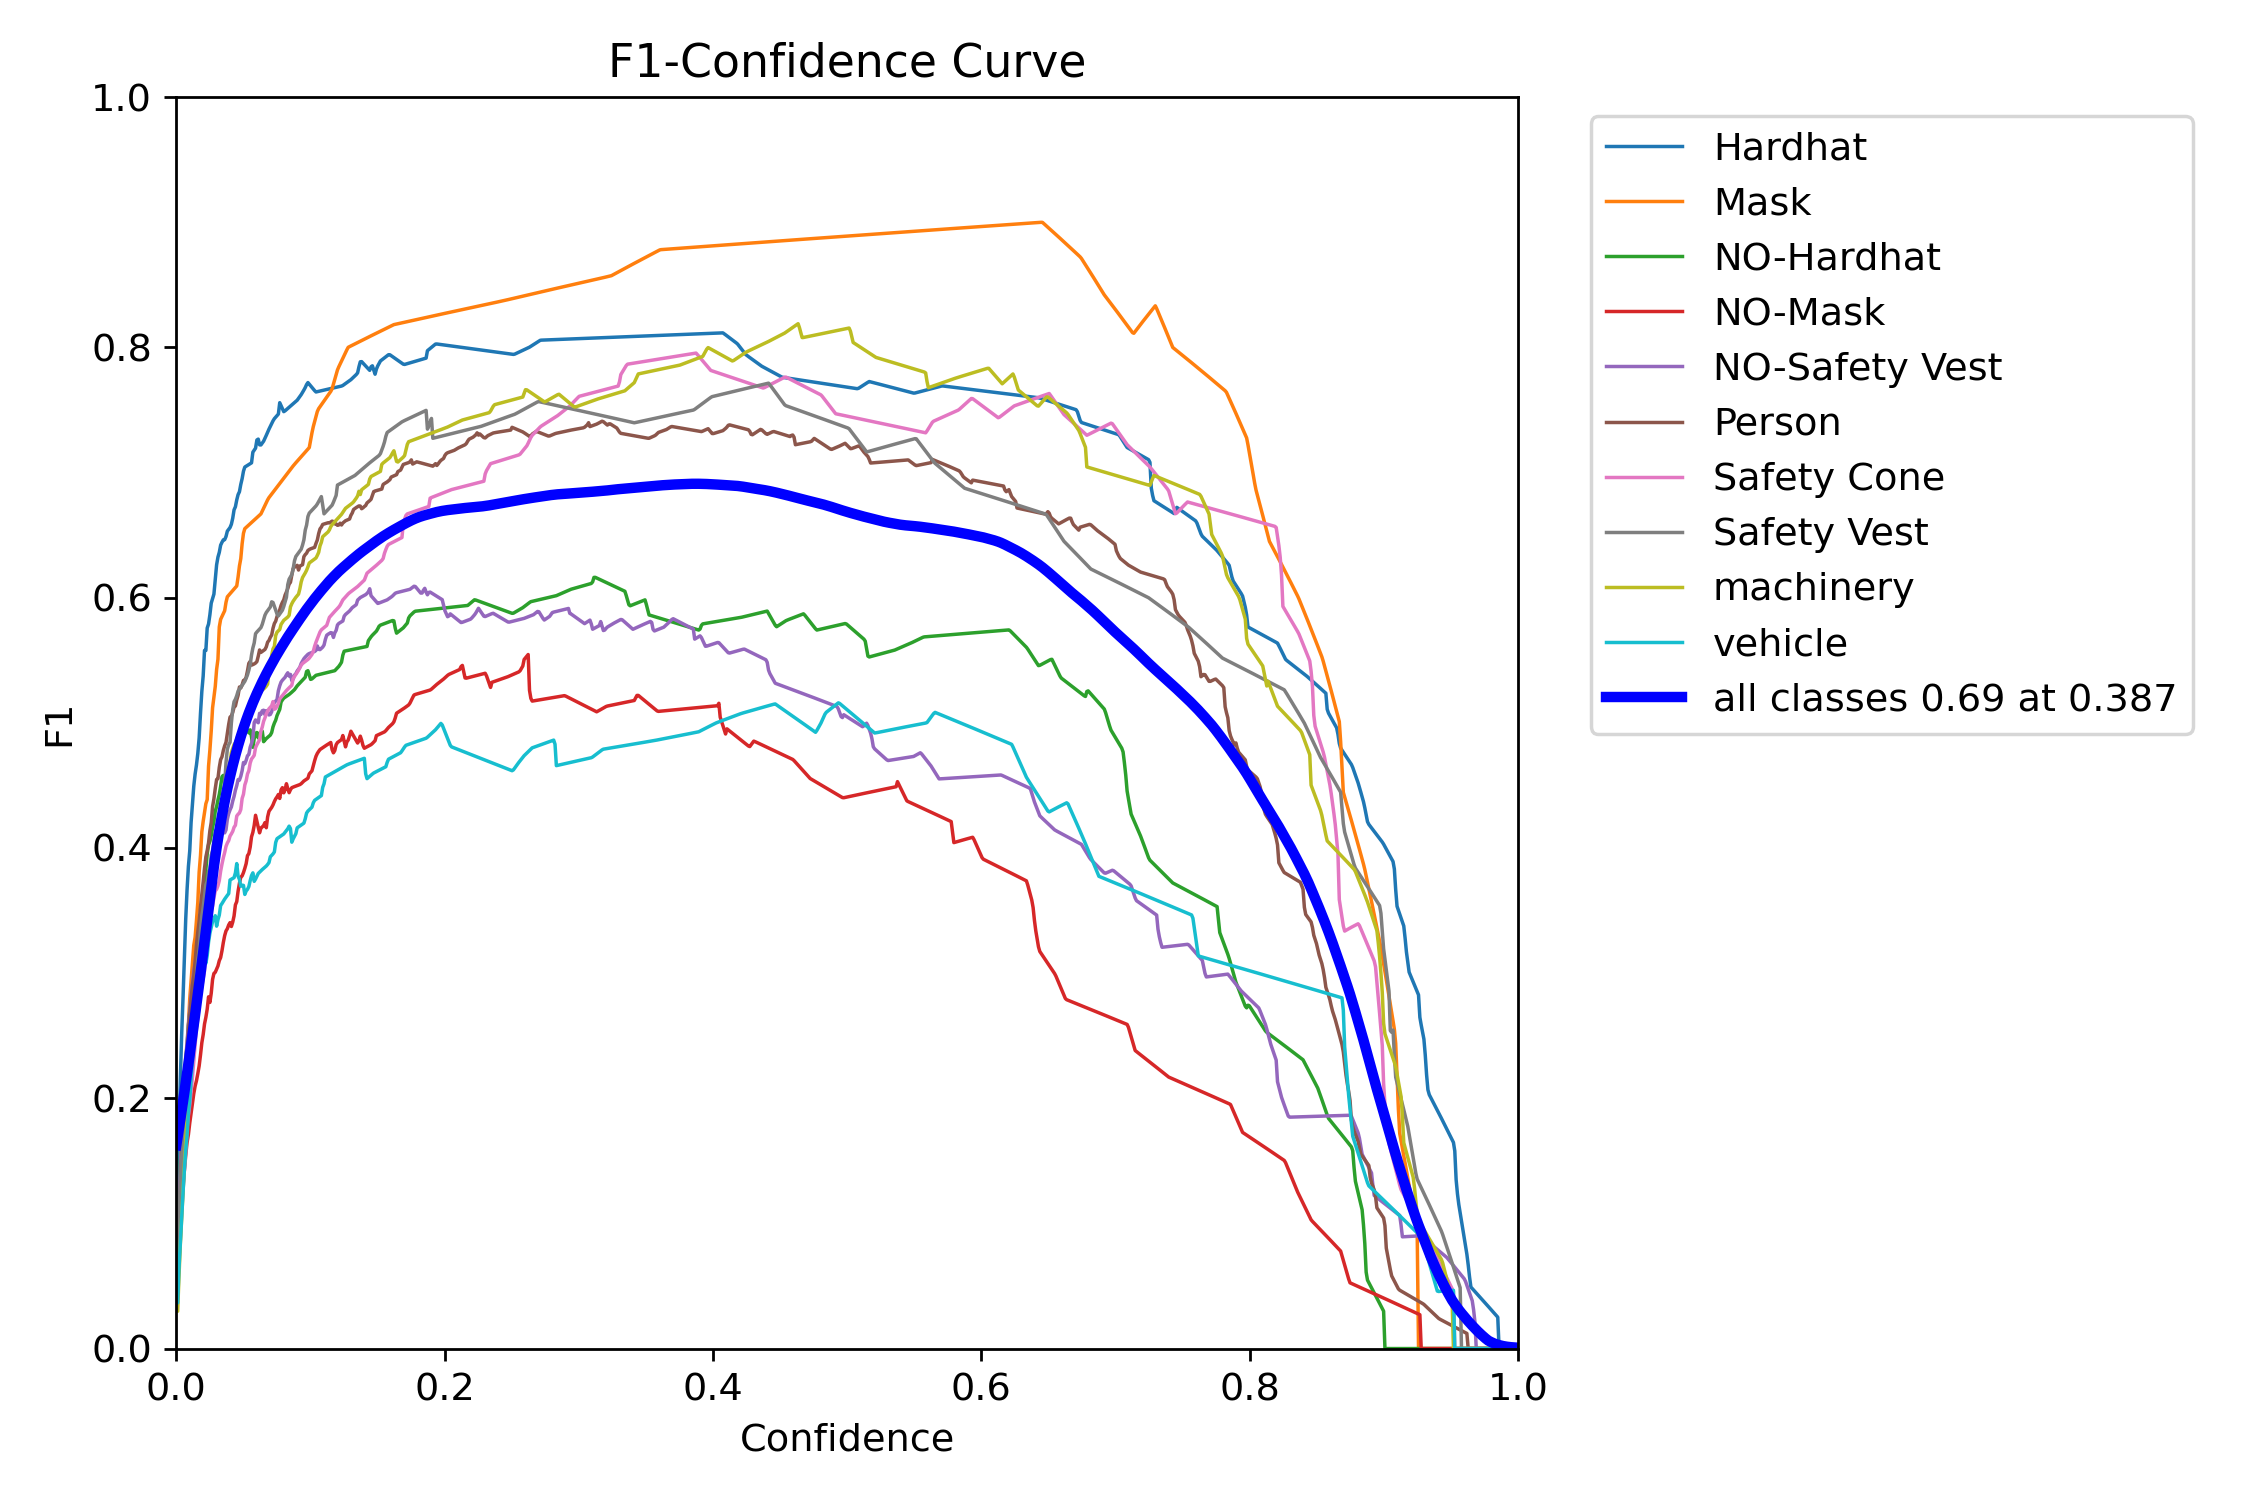 F1-Confidence Curve
1.0
0.8
0.6
0.4
0.2
0.0
F1
0.0 0.2 0.4 0.6 0.8 1.0
Confidence
Hardhat
Mask
NO-Hardhat
NO-Mask
NO-Safety Vest
Person
Safety Cone
Safety Vest
machinery
vehicle
all classes 0.69 at 0.387